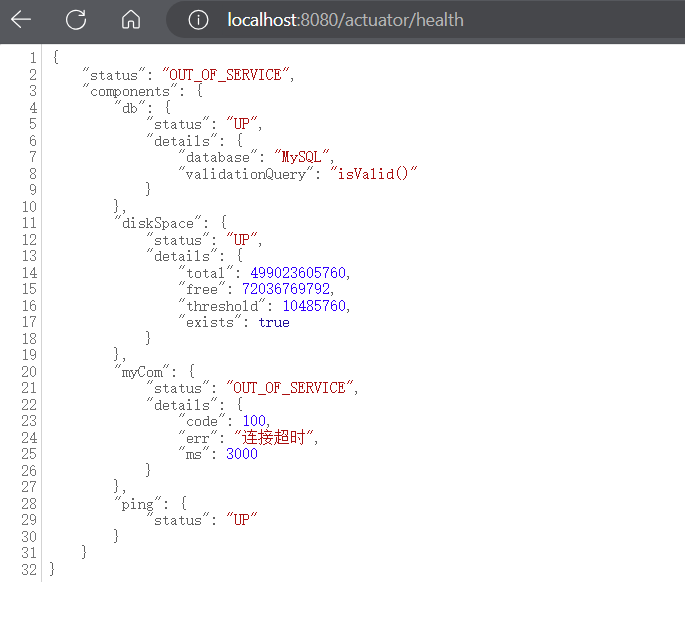 localhost:8080/actuator/health
1 {
2     "status": "OUT_OF_SERVICE",
3     "components": {
4         "db": {
5             "status": "UP",
6             "details": {
7                 "database": "MySQL",
8                 "validationQuery": "isValid()"
9             }
10         },
11         "diskSpace": {
12             "status": "UP",
13             "details": {
14                 "total": 499023605760,
15                 "free": 72036769792,
16                 "threshold": 10485760,
17                 "exists": true
18             }
19         },
20         "myCom": {
21             "status": "OUT_OF_SERVICE",
22             "details": {
23                 "code": 100,
24                 "err": "连接超时",
25                 "ms": 3000
26             }
27         },
28         "ping": {
29             "status": "UP"
30         }
31     }
32 }